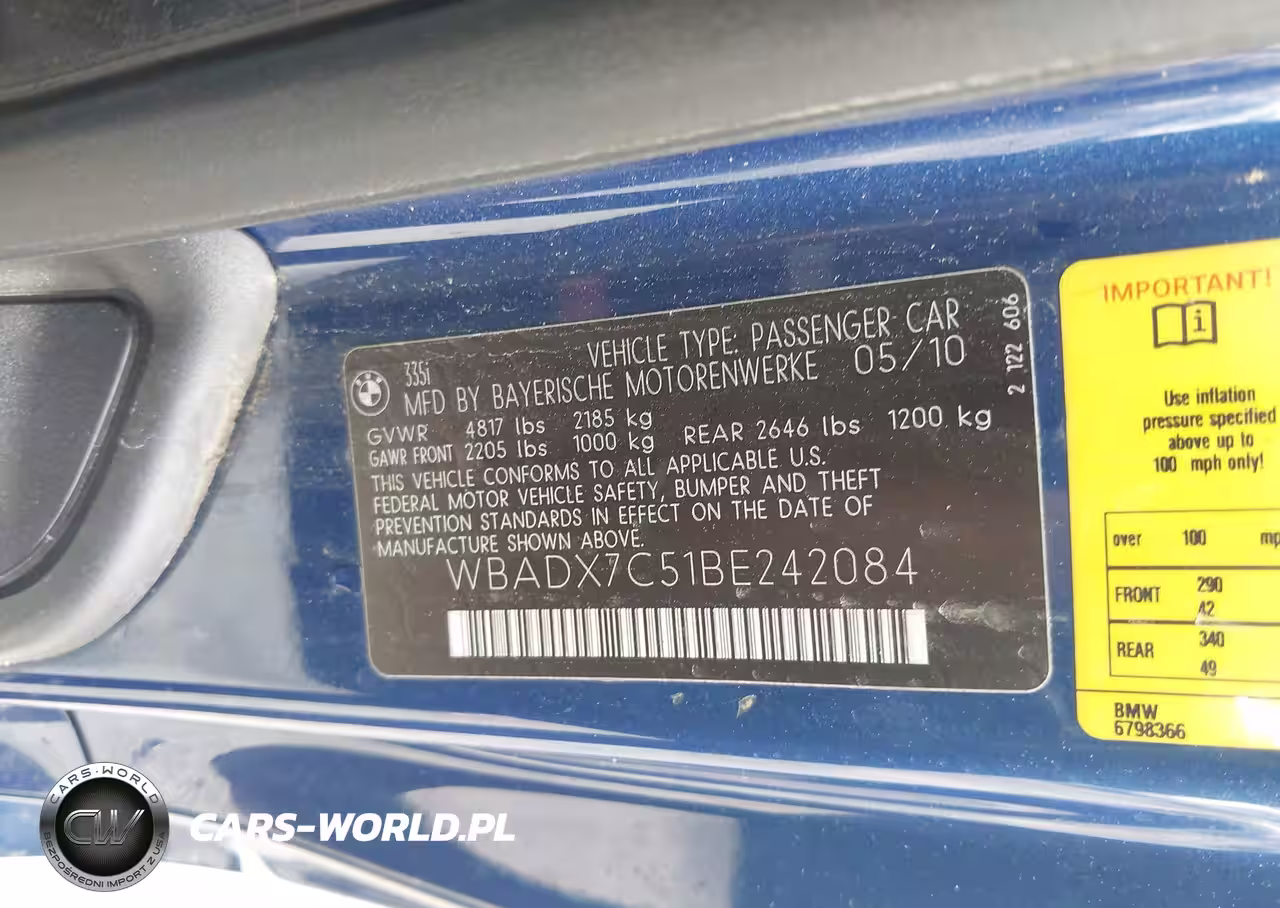 335i
VEHICLE TYPE: PASSENGER CAR
MFD BY BAYERISCHE MOTORENWERKE 05/10
GVWR 4817 lbs 2185 kg
GAWR FRONT 2205 lbs 1000 kg REAR 2646 lbs 1200 kg
THIS VEHICLE CONFORMS TO ALL APPLICABLE U.S.
FEDERAL MOTOR VEHICLE SAFETY, BUMPER AND THEFT
PREVENTION STANDARDS IN EFFECT ON THE DATE OF
MANUFACTURE SHOWN ABOVE.
WBADX7C51BE242084
2 122 606
IMPORTANT!
Use inflation
pressure specified
above up to
100 mph only!
over 100 mp
FRONT 290
42
REAR 340
49
BMW
6798366
CARS-WORLD
CW
BEZPOŚREDNI IMPORT Z USA
CARS-WORLD.PL